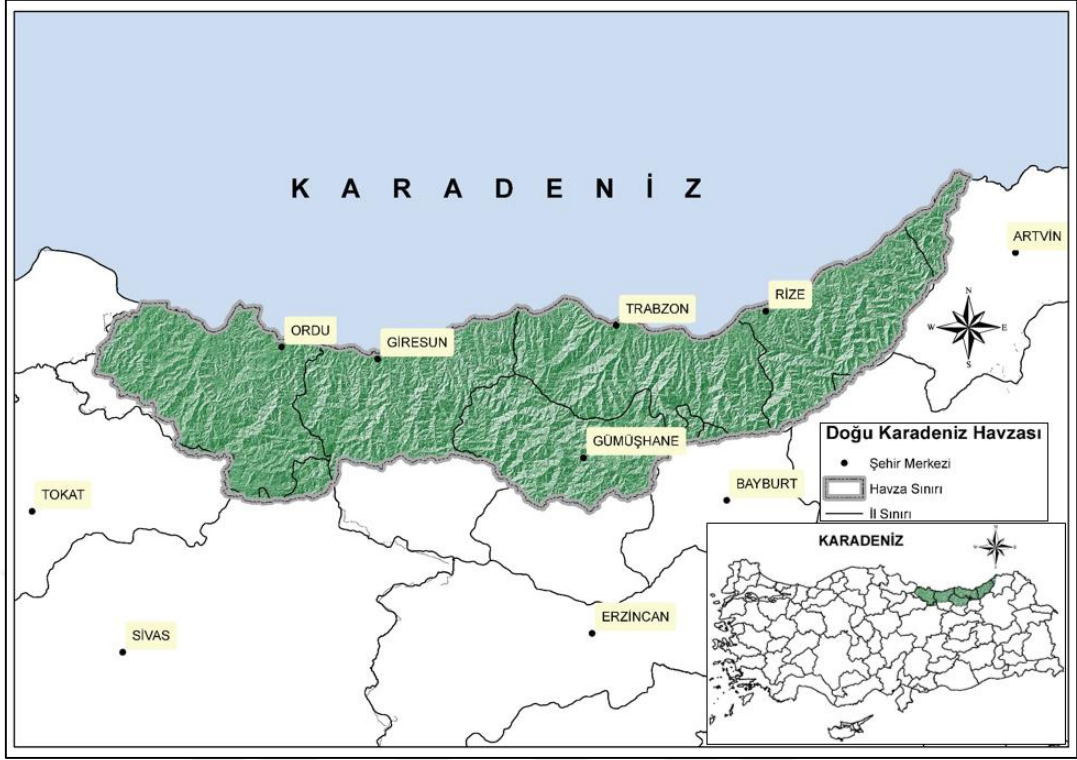 K A R A D E N İ Z
ARTVİN
RİZE
TRABZON
ORDU
GİRESUN
N
W E
S
GÜMÜŞHANE
BAYBURT
TOKAT
SİVAS
ERZİNCAN
Doğu Karadeniz Havzası
Şehir Merkezi
Havza Sınırı
İl Sınırı
KARADENİZ